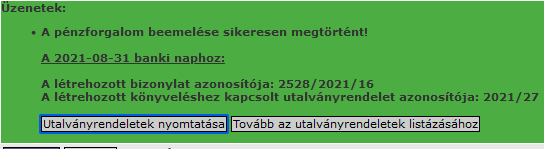 Üzenetek:
A pénzforgalom beemelése sikeresen megtörtént!
A 2021-08-31 banki naphoz:
A létrehozott bizonylat azonosítója: 2528/2021/16
A létrehozott könyveléshez kapcsolt utalványrendelet azonosítója: 2021/27
Utalványrendeletek nyomtatása Tovább az utalványrendeletek listázásához